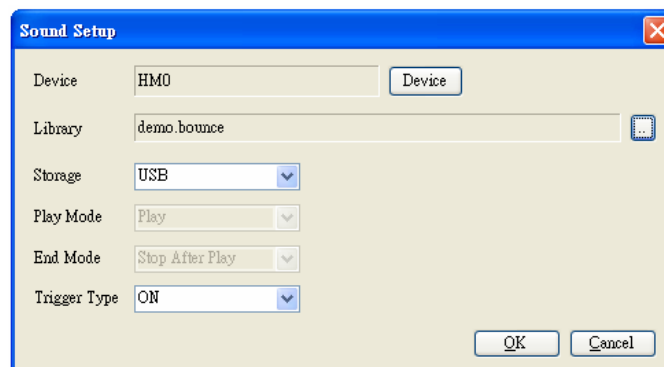 Sound Setup
Device HM0 Device
Library demo.bounce ..
Storage USB
Play Mode Play
End Mode Stop After Play
Trigger Type ON
OK Cancel